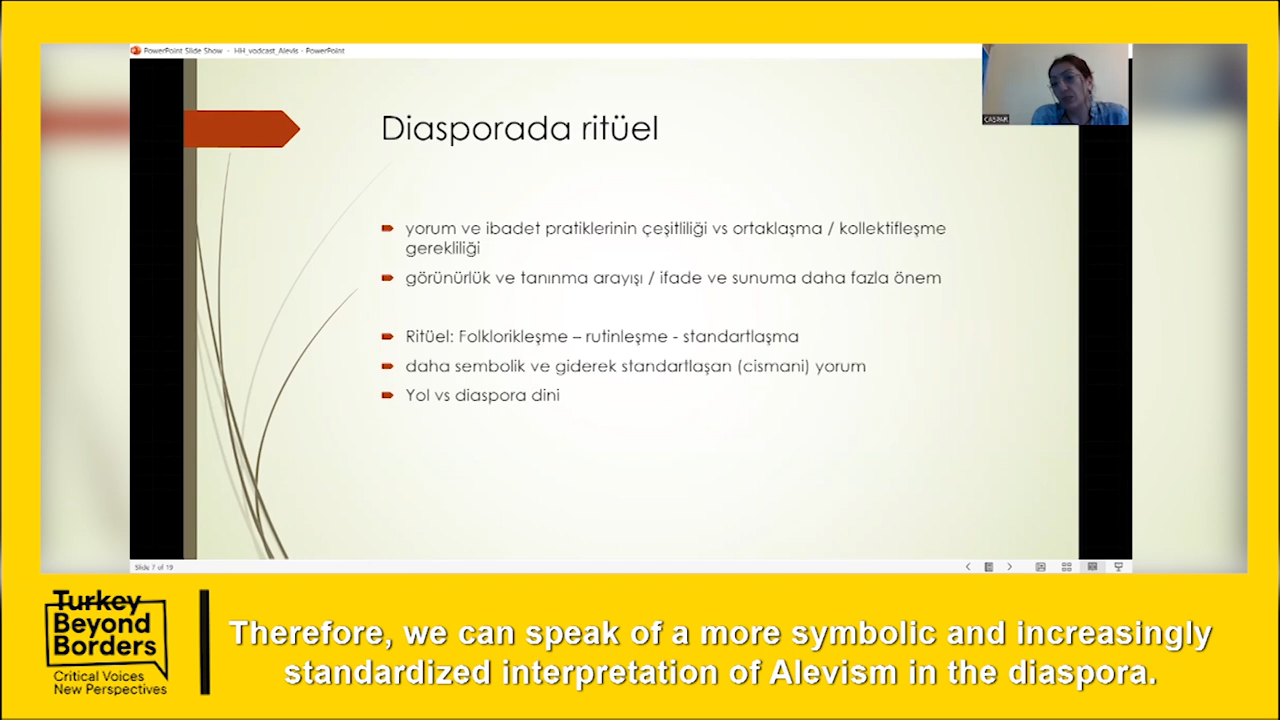 PowerPoint Slide Show - HH_vodcast_Alevis - PowerPoint
CASPAR
Diasporada ritüel
yorum ve ibadet pratiklerinin çeşitliliği vs ortaklaşma / kollektifleşme
gerekliliği
görünürlük ve tanınma arayışı / ifade ve sunuma daha fazla önem
Ritüel: Folklorikleşme – rutinleşme - standartlaşma
daha sembolik ve giderek standartlaşan (cismani) yorum
Yol vs diaspora dini
Slide 7 of 19
Turkey
Beyond
Borders
Critical Voices
New Perspectives
Therefore, we can speak of a more symbolic and increasingly
standardized interpretation of Alevism in the diaspora.